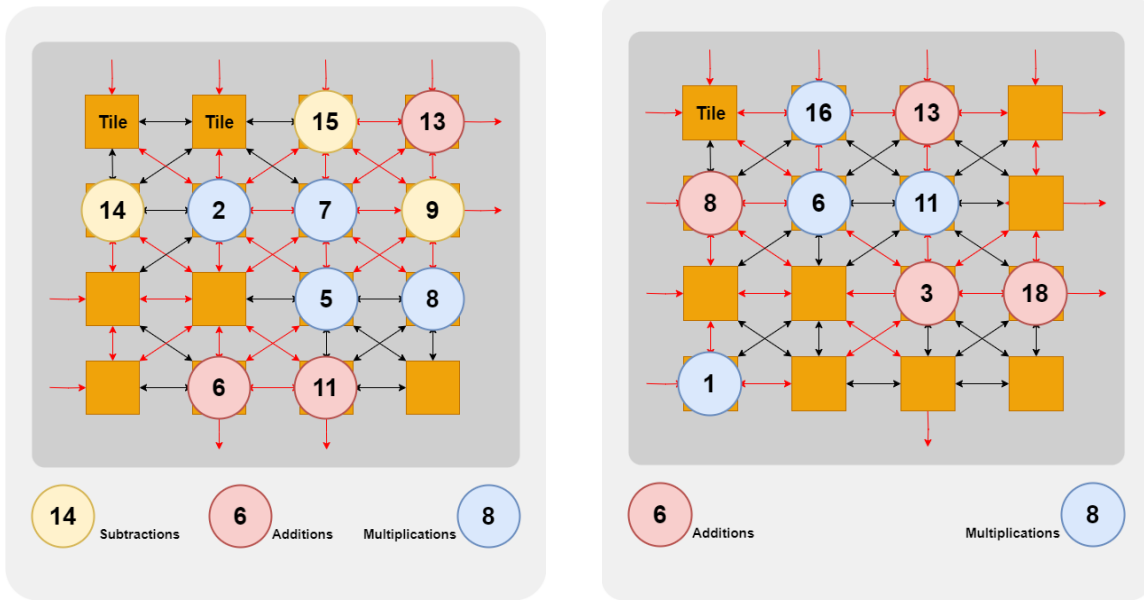 Tile Tile 15 13
14 2 7 9
5 8
6 11
14 Subtractions 6 Additions Multiplications 8
Tile 16 13
8 6 11
3 18
1
6 Additions Multiplications 8